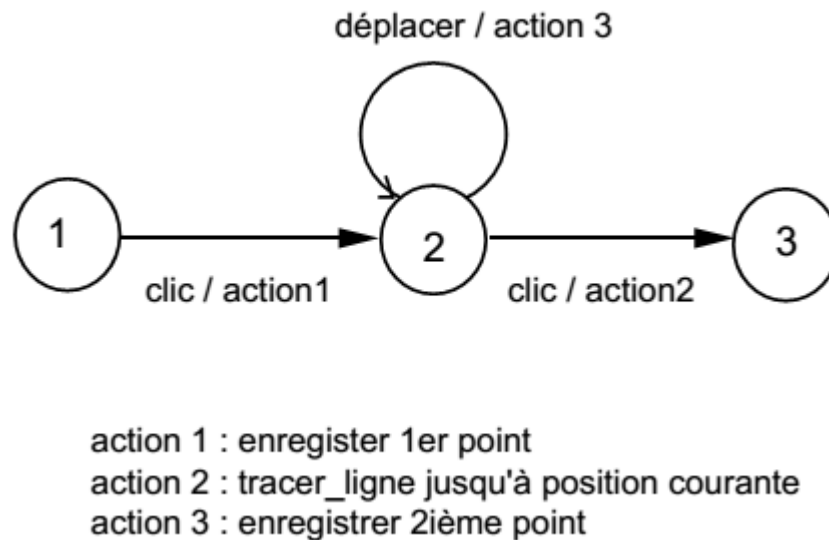 déplacer / action 3
1
2
3
clic / action1
clic / action2
action 1 : enregister 1er point
action 2 : tracer_ligne jusqu'à position courante
action 3 : enregistrer 2ième point